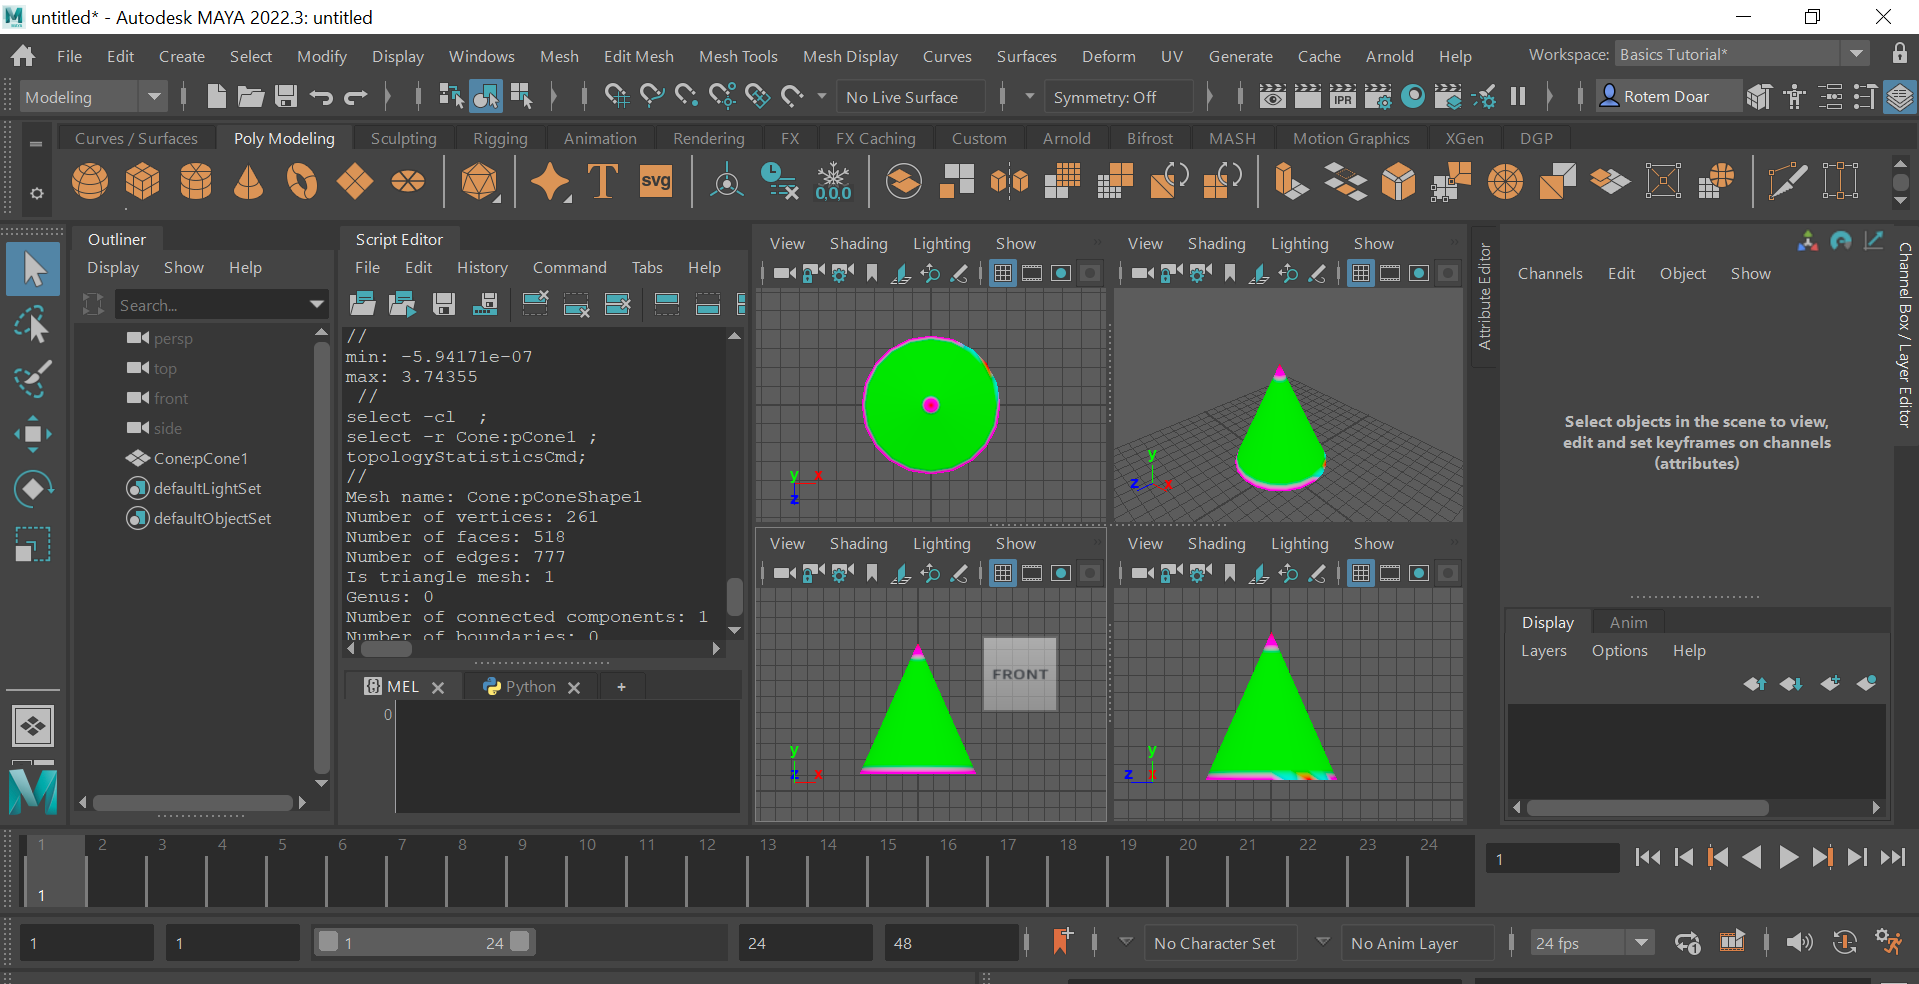 untitled* - Autodesk MAYA 2022.3: untitled
File Edit Create Select Modify Display Windows Mesh Edit Mesh Mesh Tools Mesh Display Curves Surfaces Deform UV Generate Cache Arnold Help Workspace: Basics Tutorial*
Modeling No Live Surface Symmetry: Off IPR Rotem Doar
Curves / Surfaces Poly Modeling Sculpting Rigging Animation Rendering FX FX Caching Custom Arnold Bifrost MASH Motion Graphics XGen DGP
T SVG 0,0,0
Outliner
Display Show Help
Search...
persp
top
front
side
Cone:pCone1
defaultLightSet
defaultObjectSet
Script Editor
File Edit History Command Tabs Help
//
min: -5.94171e-07
max: 3.74355
//
select -cl ;
select -r Cone:pCone1 ;
topologyStatisticsCmd;
//
Mesh name: Cone:pConeShape1
Number of vertices: 261
Number of faces: 518
Number of edges: 777
Is triangle mesh: 1
Genus: 0
Number of connected components: 1
Number of boundaries: 0
MEL Python +
0
View Shading Lighting Show
y x
z
View Shading Lighting Show
y
z x
View Shading Lighting Show
FRONT
y
z x
View Shading Lighting Show
y
z
Attribute Editor
Channels Edit Object Show
Select objects in the scene to view,
edit and set keyframes on channels
(attributes)
Channel Box / Layer Editor
Display Anim
Layers Options Help
1 2 3 4 5 6 7 8 9 10 11 12 13 14 15 16 17 18 19 20 21 22 23 24
1
1
1 1 1 24 24 48 No Character Set No Anim Layer 24 fps